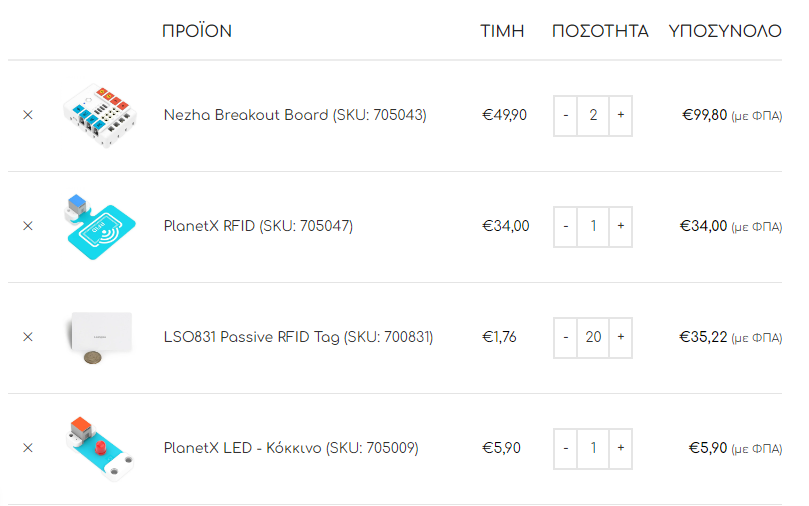 ΠΡΟΪΟΝ ΤΙΜΗ ΠΟΣΟΤΗΤΑ ΥΠΟΣΥΝΟΛΟ
× Nezha Breakout Board (SKU: 705043) €49,90 - 2 + €99,80 (με ΦΠΑ)
× PlanetX RFID (SKU: 705047) €34,00 - 1 + €34,00 (με ΦΠΑ)
× LSO831 Passive RFID Tag (SKU: 700831) €1,76 - 20 + €35,22 (με ΦΠΑ)
× PlanetX LED - Κόκκινο (SKU: 705009) €5,90 - 1 + €5,90 (με ΦΠΑ)